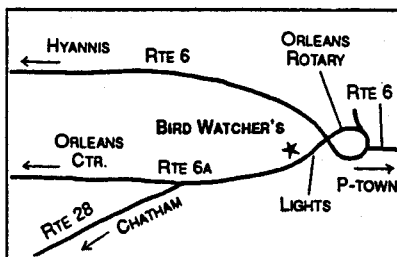 HYANNIS
RTE 6
ORLEANS
ROTARY
RTE 6
ORLEANS
CTR.
BIRD WATCHER'S
RTE 6A
P-TOWN
LIGHTS
RTE 28
CHATHAM